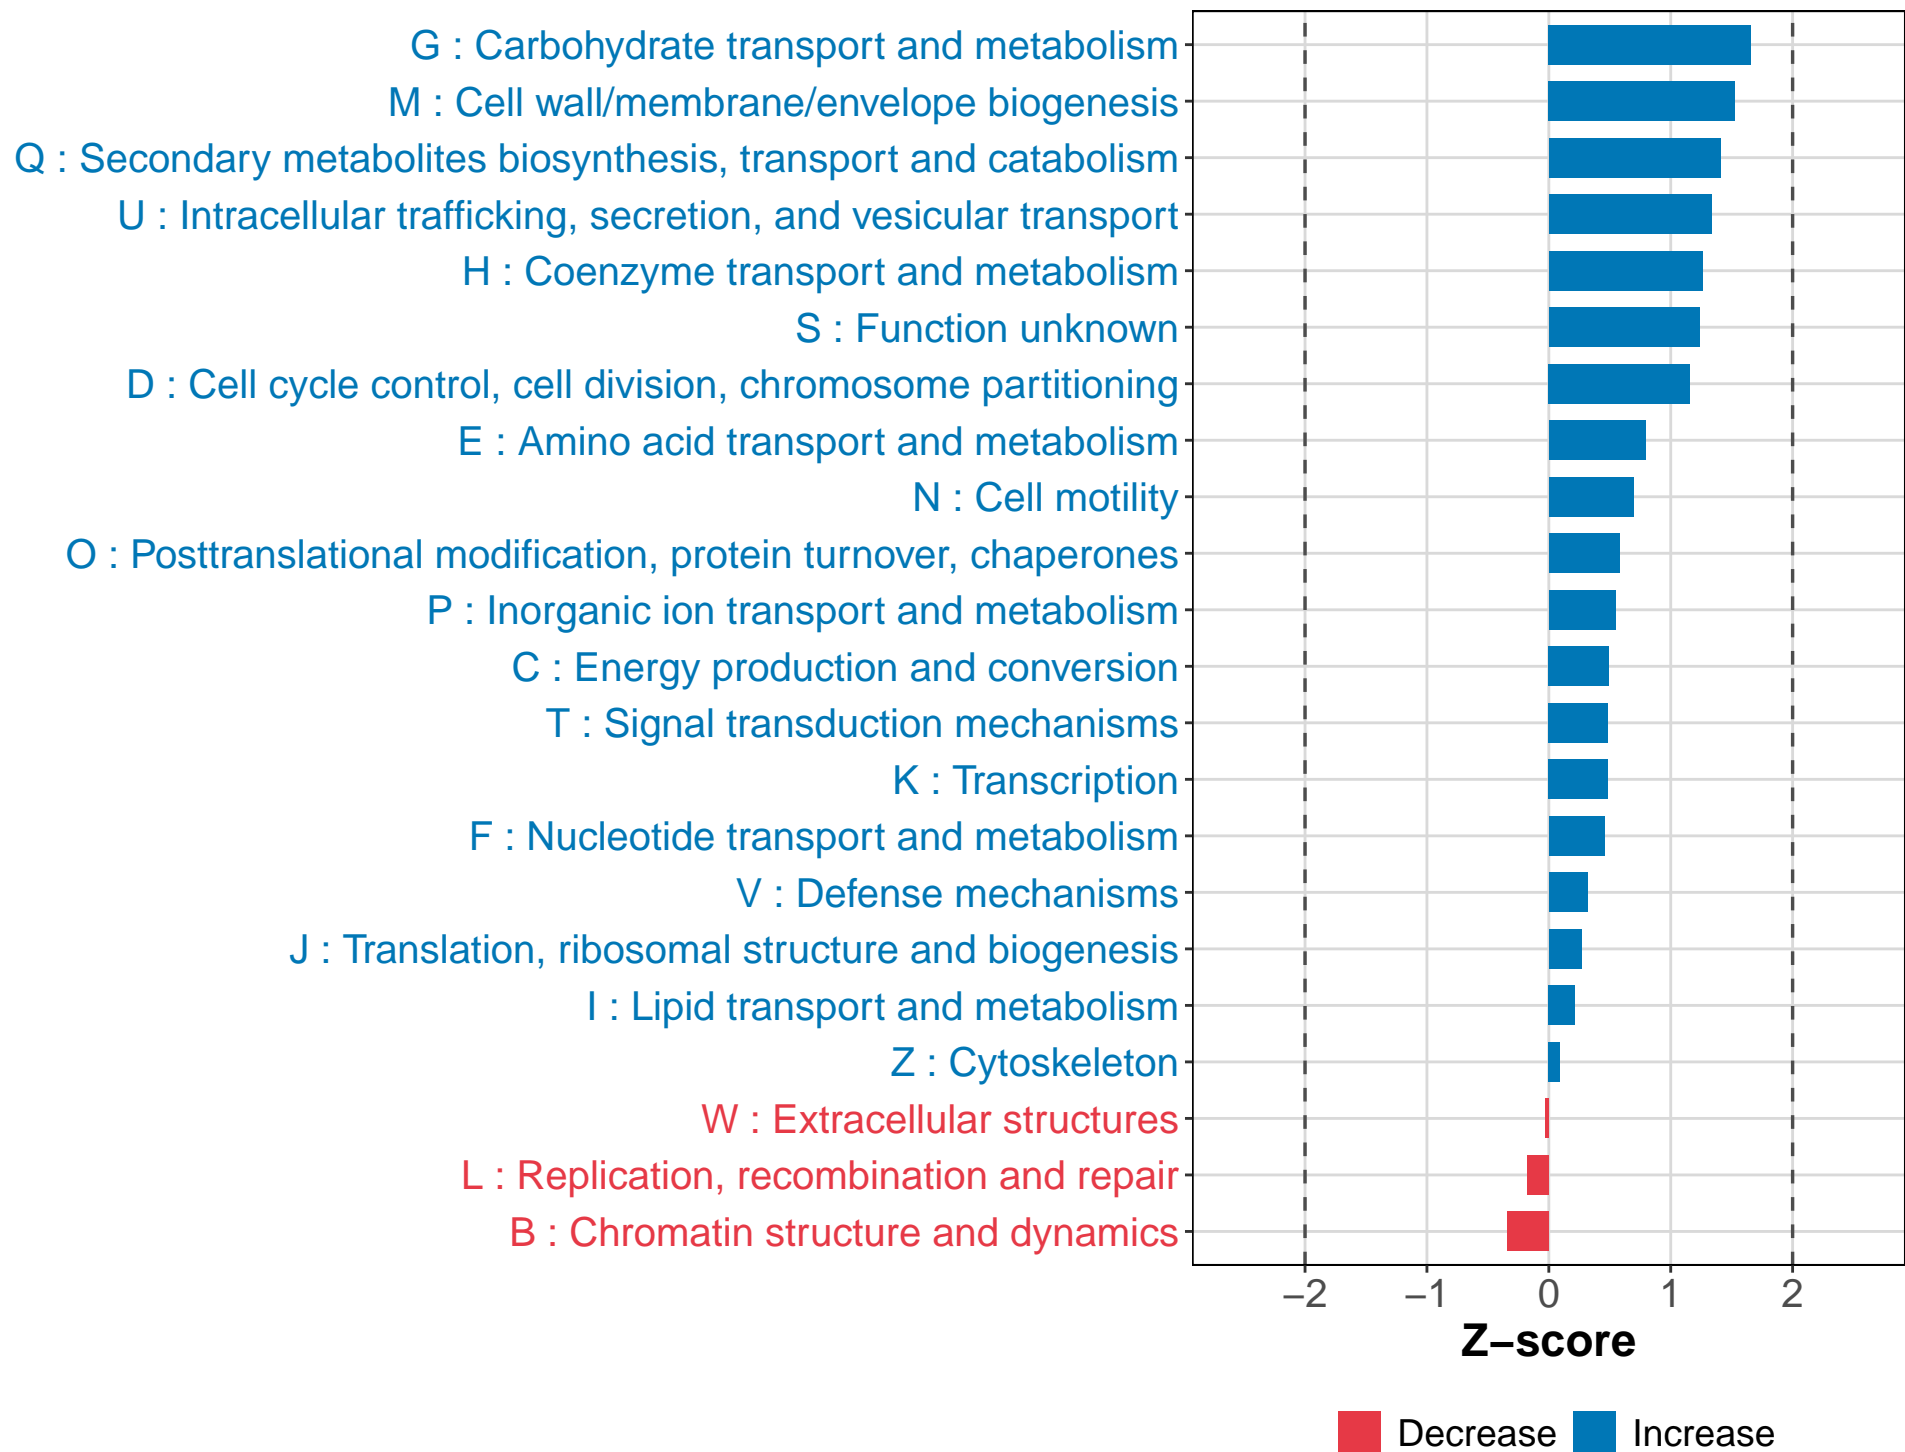 G : Carbohydrate transport and metabolism
M : Cell wall/membrane/envelope biogenesis
Q : Secondary metabolites biosynthesis, transport and catabolism
U : Intracellular trafficking, secretion, and vesicular transport
H : Coenzyme transport and metabolism
S : Function unknown
D : Cell cycle control, cell division, chromosome partitioning
E : Amino acid transport and metabolism
N : Cell motility
O : Posttranslational modification, protein turnover, chaperones
P : Inorganic ion transport and metabolism
C : Energy production and conversion
T : Signal transduction mechanisms
K : Transcription
F : Nucleotide transport and metabolism
V : Defense mechanisms
J : Translation, ribosomal structure and biogenesis
I : Lipid transport and metabolism
Z : Cytoskeleton
W : Extracellular structures
L : Replication, recombination and repair
B : Chromatin structure and dynamics
−2 −1 0 1 2
Z−score
Decrease Increase